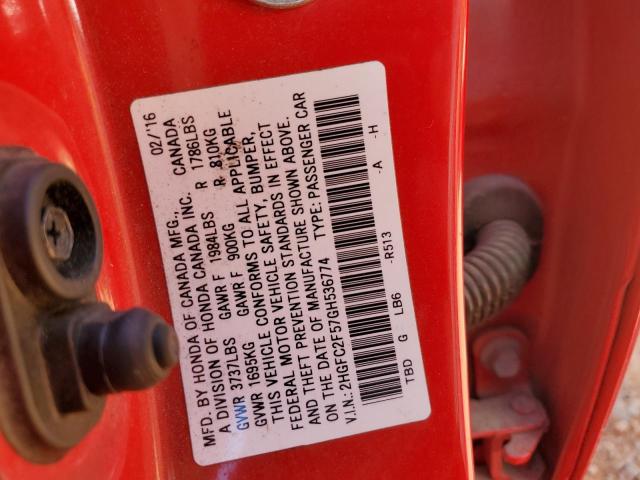 MFD. BY HONDA OF CANADA MFG., 02/'16
A DIVISION OF HONDA CANADA INC. CANADA
GVWR 3737LBS GAWR F 1984LBS R 1786LBS
GVWR 1695KG GAWR F 900KG R 810KG
THIS VEHICLE CONFORMS TO ALL APPLICABLE
FEDERAL MOTOR VEHICLE SAFETY, BUMPER,
AND THEFT PREVENTION STANDARDS IN EFFECT
ON THE DATE OF MANUFACTURE SHOWN ABOVE.
V.I.N.: 2HGFC2F57GH536774 TYPE: PASSENGER CAR
TBD G LB6 -R513 -A -H